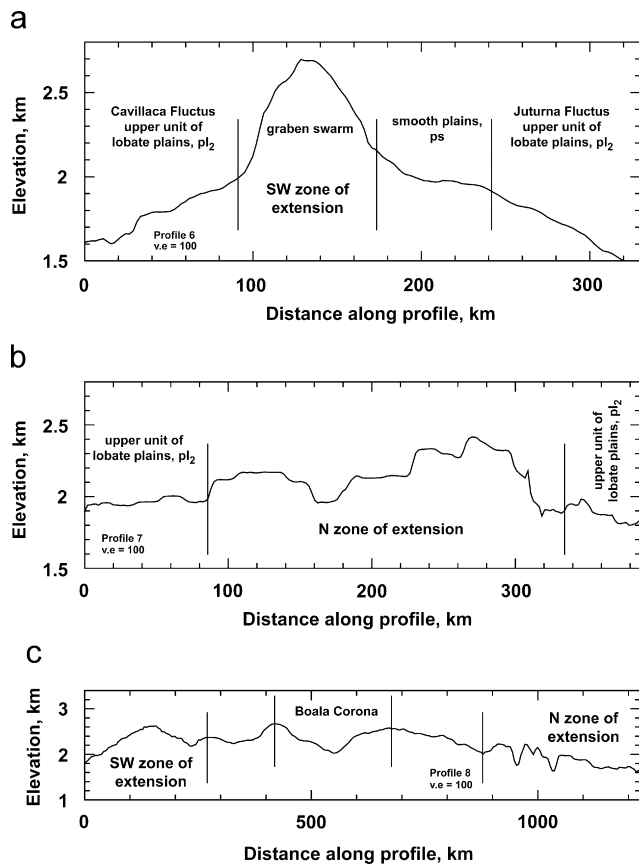 a
Elevation, km
2.5
2
1.5
Cavillaca Fluctus
upper unit of
lobate plains, pl2
graben swarm
SW zone of
extension
smooth plains,
ps
Juturna Fluctus
upper unit of
lobate plains, pl2
Profile 6
v.e = 100
0 100 200 300
Distance along profile, km
b
Elevation, km
2.5
2
1.5
upper unit of
lobate plains, pl2
N zone of extension
upper unit of
lobate plains, pl2
Profile 7
v.e = 100
0 100 200 300
Distance along profile, km
c
Elevation, km
3
2
1
SW zone of
extension
Boala Corona
N zone of
extension
Profile 8
v.e = 100
0 500 1000
Distance along profile, km